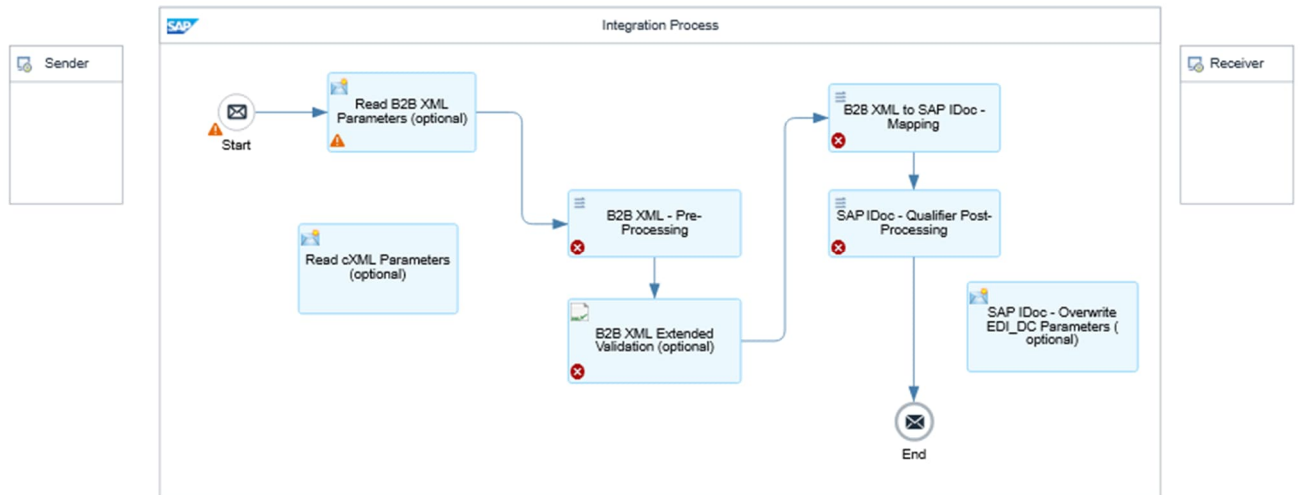 SAP
Integration Process
Sender
Receiver
Start
Read B2B XML
Parameters (optional)
Read cXML Parameters
(optional)
B2B XML - Pre-
Processing
B2B XML Extended
Validation (optional)
B2B XML to SAP IDoc -
Mapping
SAP IDoc - Qualifier Post-
Processing
SAP IDoc - Overwrite
EDI_DC Parameters (
optional)
End